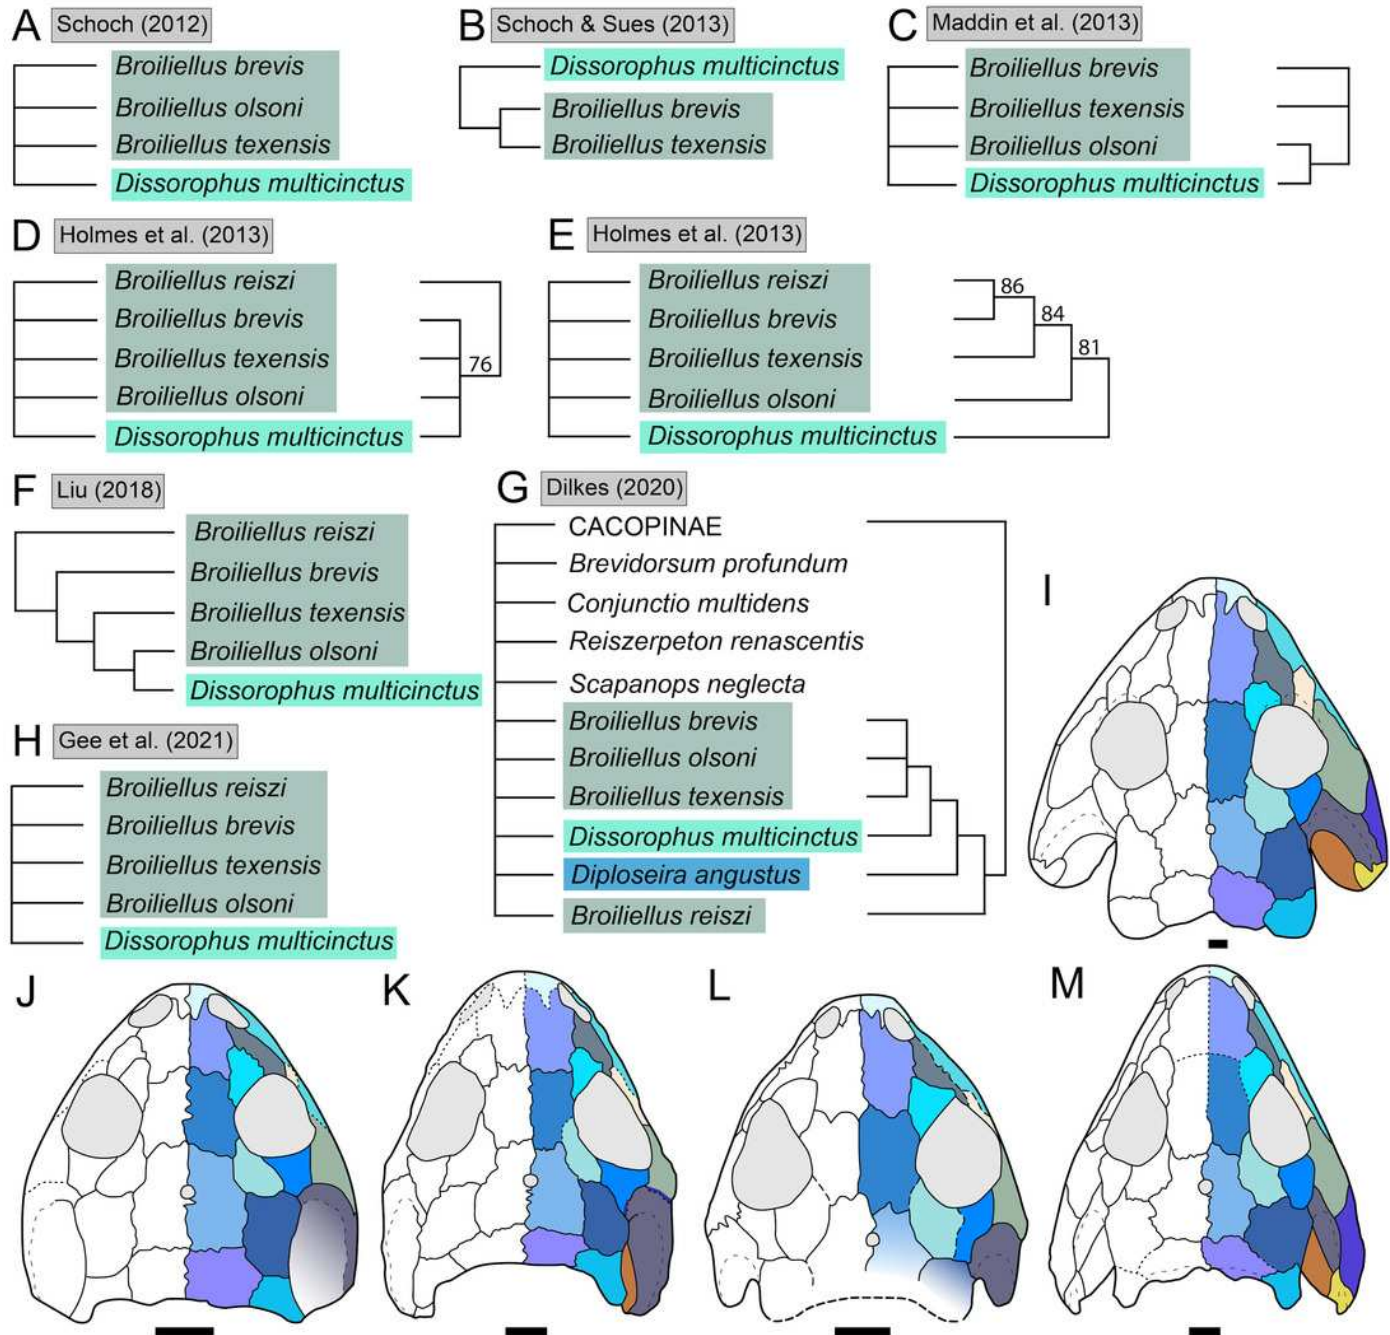 A Schoch (2012)
Broiliellus brevis
Broiliellus olsoni
Broiliellus texensis
Dissorophus multicinctus
B Schoch & Sues (2013)
Dissorophus multicinctus
Broiliellus brevis
Broiliellus texensis
C Maddin et al. (2013)
Broiliellus brevis
Broiliellus texensis
Broiliellus olsoni
Dissorophus multicinctus
D Holmes et al. (2013)
Broiliellus reiszi
Broiliellus brevis
Broiliellus texensis
76
Broiliellus olsoni
Dissorophus multicinctus
E Holmes et al. (2013)
Broiliellus reiszi
86
Broiliellus brevis
84
Broiliellus texensis
81
Broiliellus olsoni
Dissorophus multicinctus
F Liu (2018)
Broiliellus reiszi
Broiliellus brevis
Broiliellus texensis
Broiliellus olsoni
Dissorophus multicinctus
G Dilkes (2020)
CACOPINAE
Brevidorsum profundum
Conjunctio multidens
Reiszerpeton renascentis
Scapanops neglecta
Broiliellus brevis
Broiliellus olsoni
Broiliellus texensis
Dissorophus multicinctus
Diploseira angustus
Broiliellus reiszi
H Gee et al. (2021)
Broiliellus reiszi
Broiliellus brevis
Broiliellus texensis
Broiliellus olsoni
Dissorophus multicinctus
I
J
K
L
M